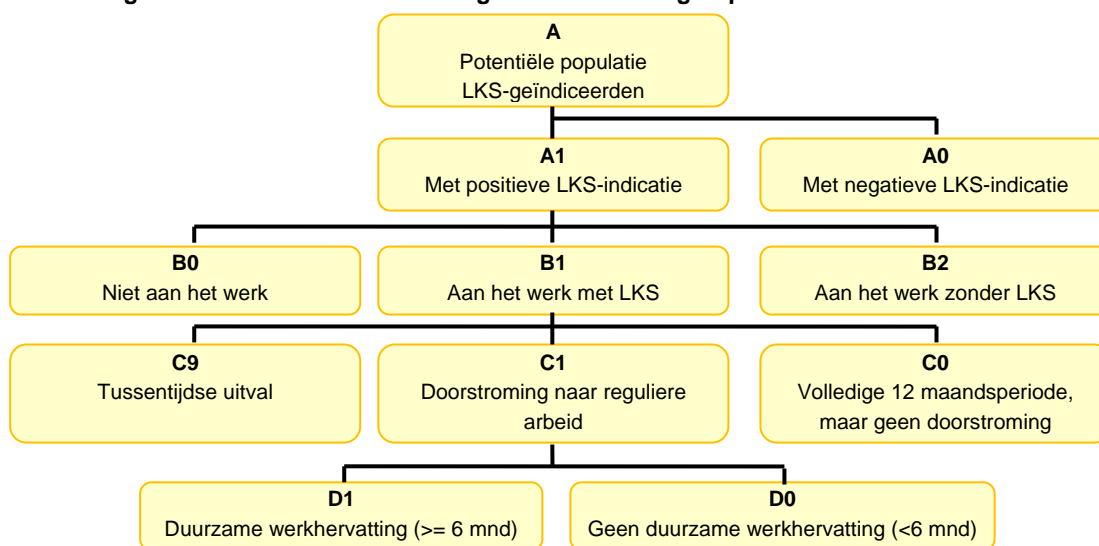 A
Potentiële populatie
LKS-geïndiceerden
A1
Met positieve LKS-indicatie
A0
Met negatieve LKS-indicatie
B0
Niet aan het werk
B1
Aan het werk met LKS
B2
Aan het werk zonder LKS
C9
Tussentijdse uitval
C1
Doorstroming naar reguliere
arbeid
C0
Volledige 12 maandsperiode,
maar geen doorstroming
D1
Duurzame werkhervatting (>= 6 mnd)
D0
Geen duurzame werkhervatting (<6 mnd)